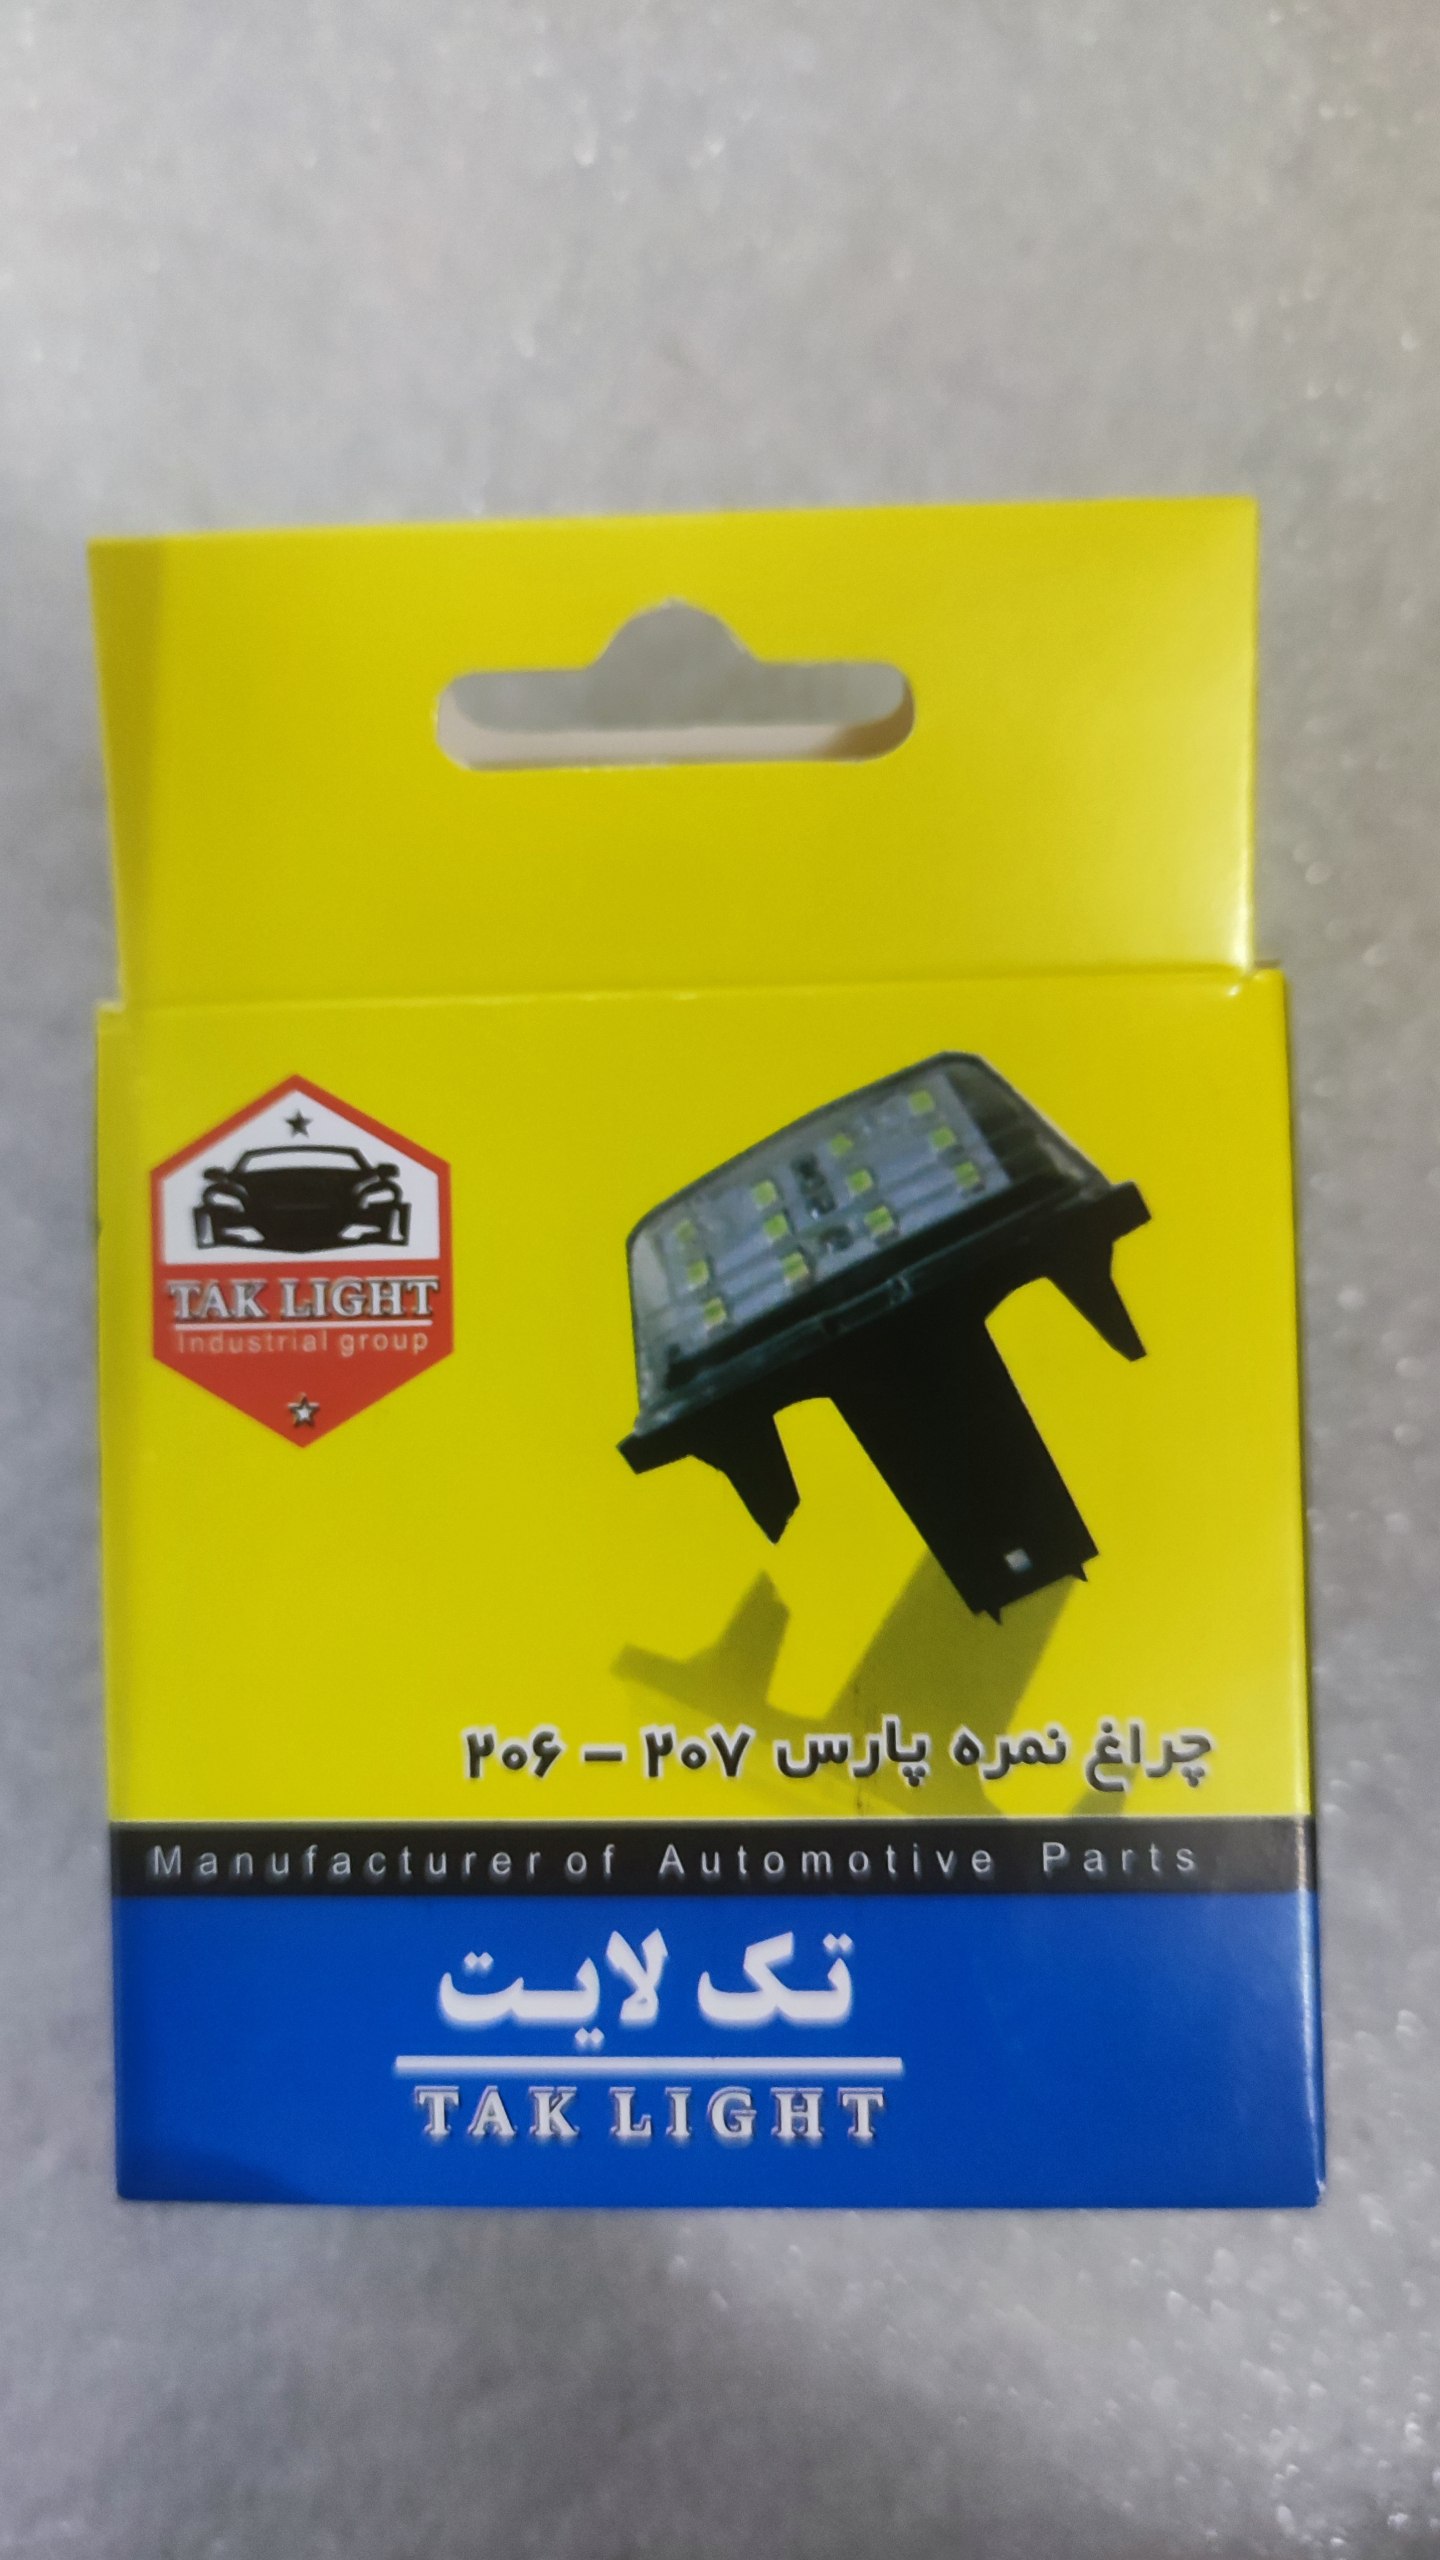 TAK LIGHT
Industrial group
چراغ نمره پارس ۲۰۷ - ۲۰۶
Manufacturer of Automotive Parts
تک لایت
TAK LIGHT